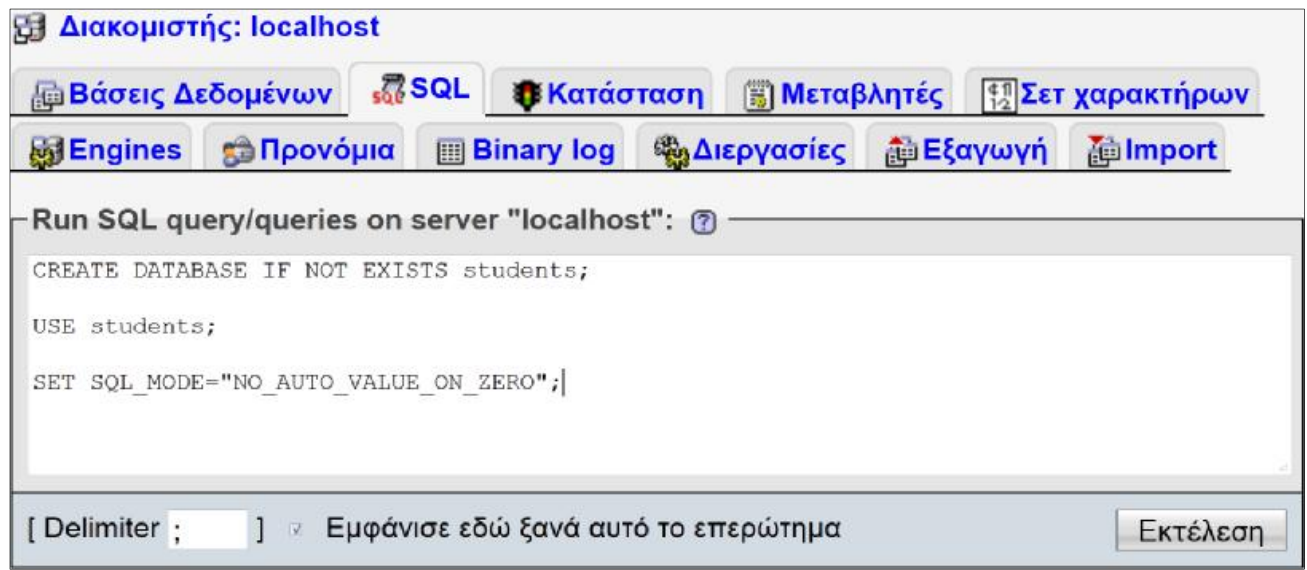 Διακομιστής: localhost
Βάσεις Δεδομένων SQL Κατάσταση Μεταβλητές Σετ χαρακτήρων
Engines Προνόμια Binary log Διεργασίες Εξαγωγή Import
Run SQL query/queries on server "localhost":
CREATE DATABASE IF NOT EXISTS students;
USE students;
SET SQL_MODE="NO_AUTO_VALUE_ON_ZERO";
[ Delimiter ; ] Εμφάνισε εδώ ξανά αυτό το επερώτημα Εκτέλεση